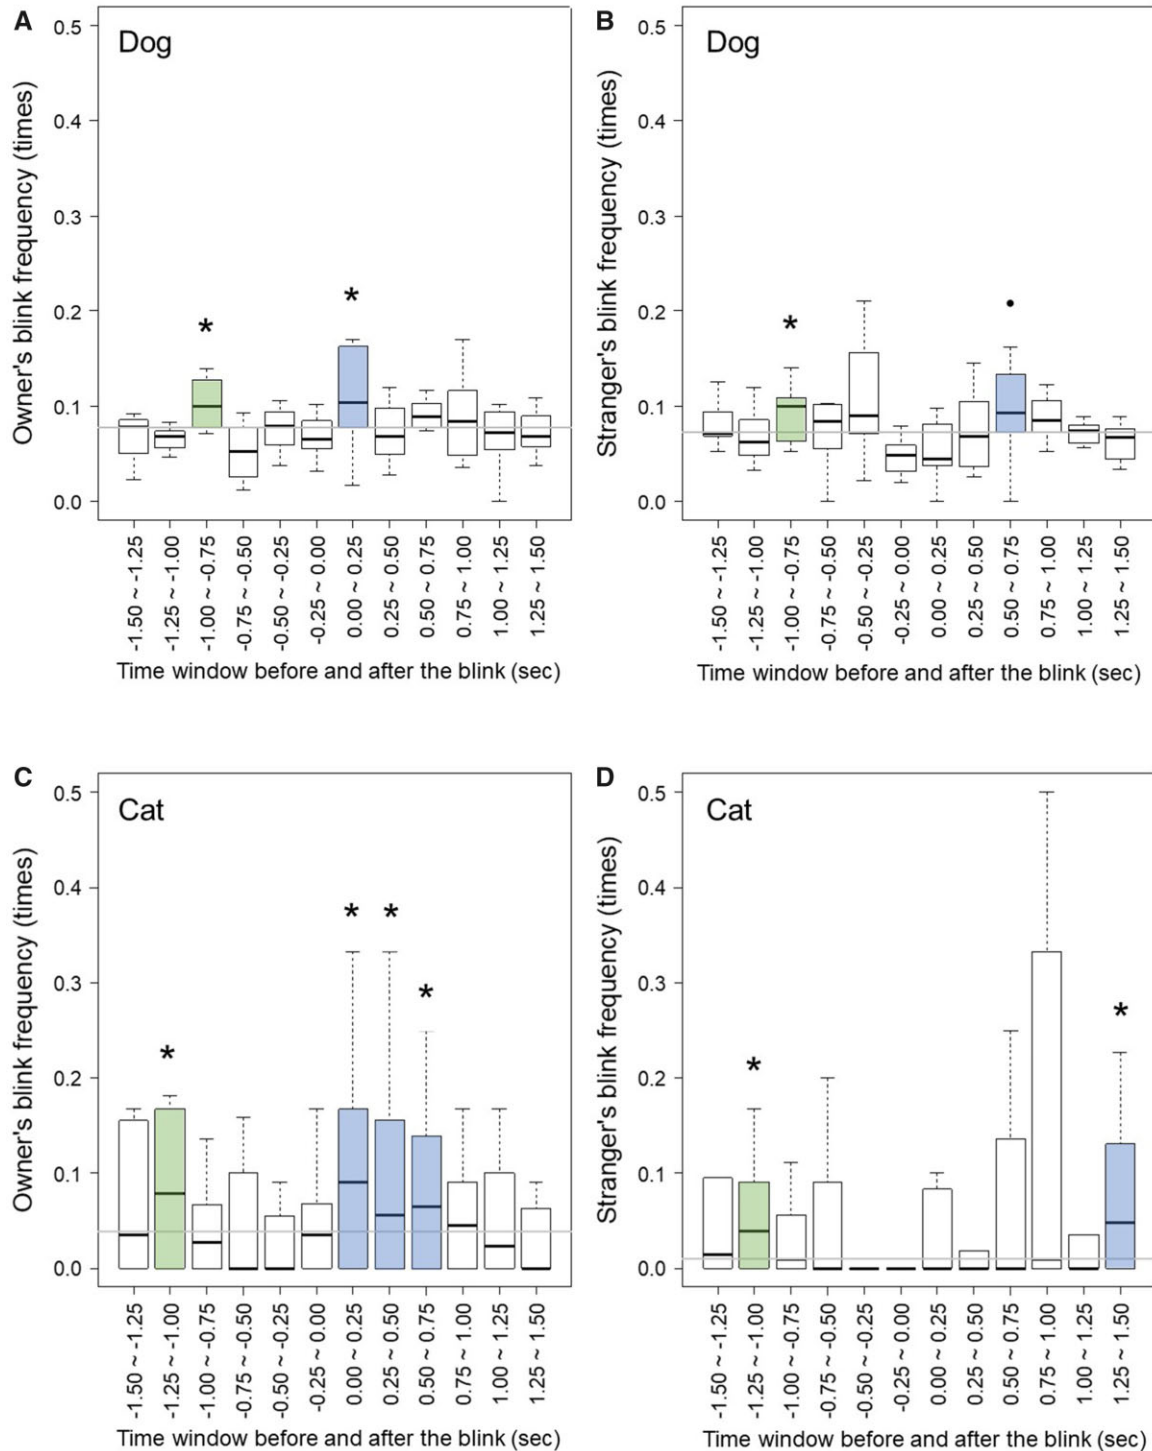 A
Dog
Owner's blink frequency (times)
0.5
0.4
0.3
0.2
0.1
0.0
*
*
-1.50 ~ -1.25
-1.25 ~ -1.00
-1.00 ~ -0.75
-0.75 ~ -0.50
-0.50 ~ -0.25
-0.25 ~ 0.00
0.00 ~ 0.25
0.25 ~ 0.50
0.50 ~ 0.75
0.75 ~ 1.00
1.00 ~ 1.25
1.25 ~ 1.50
Time window before and after the blink (sec)
B
Dog
Stranger's blink frequency (times)
0.5
0.4
0.3
0.2
0.1
0.0
*
•
-1.50 ~ -1.25
-1.25 ~ -1.00
-1.00 ~ -0.75
-0.75 ~ -0.50
-0.50 ~ -0.25
-0.25 ~ -0.00
0.00 ~ 0.25
0.25 ~ 0.50
0.50 ~ 0.75
0.75 ~ 1.00
1.00 ~ 1.25
1.25 ~ 1.50
Time window before and after the blink (sec)
C
Cat
Owner's blink frequency (times)
0.5
0.4
0.3
0.2
0.1
0.0
*
*
*
*
-1.50 ~ -1.25
-1.25 ~ -1.00
-1.00 ~ -0.75
-0.75 ~ -0.50
-0.50 ~ -0.25
-0.25 ~ 0.00
0.00 ~ 0.25
0.25 ~ 0.50
0.50 ~ 0.75
0.75 ~ 1.00
1.00 ~ 1.25
1.25 ~ 1.50
Time window before and after the blink (sec)
D
Cat
Stranger's blink frequency (times)
0.5
0.4
0.3
0.2
0.1
0.0
*
*
-1.50 ~ -1.25
-1.25 ~ -1.00
-1.00 ~ -0.75
-0.75 ~ -0.50
-0.50 ~ -0.25
-0.25 ~ -0.00
0.00 ~ 0.25
0.25 ~ 0.50
0.50 ~ 0.75
0.75 ~ 1.00
1.00 ~ 1.25
1.25 ~ 1.50
Time window before and after the blink (sec)